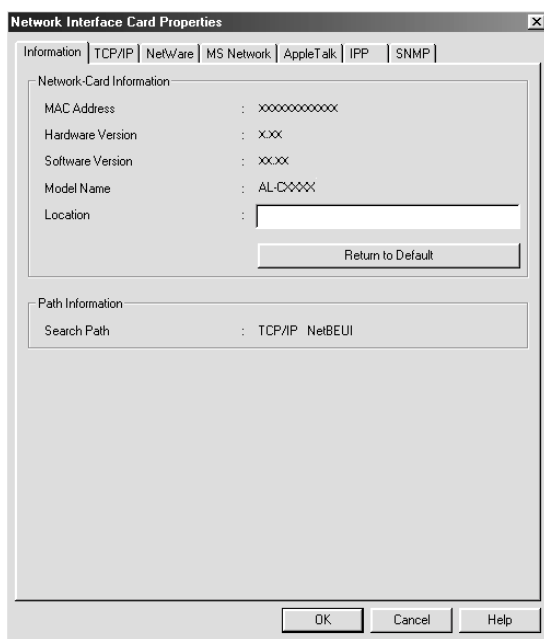 Network Interface Card Properties
Information TCP/IP NetWare MS Network AppleTalk IPP SNMP
Network-Card Information
MAC Address : XXXXXXXXXXXX
Hardware Version : X.XX
Software Version : XX.XX
Model Name : AL-CXXXX
Location :
Return to Default
Path Information
Search Path : TCP/IP NetBEUI
OK Cancel Help